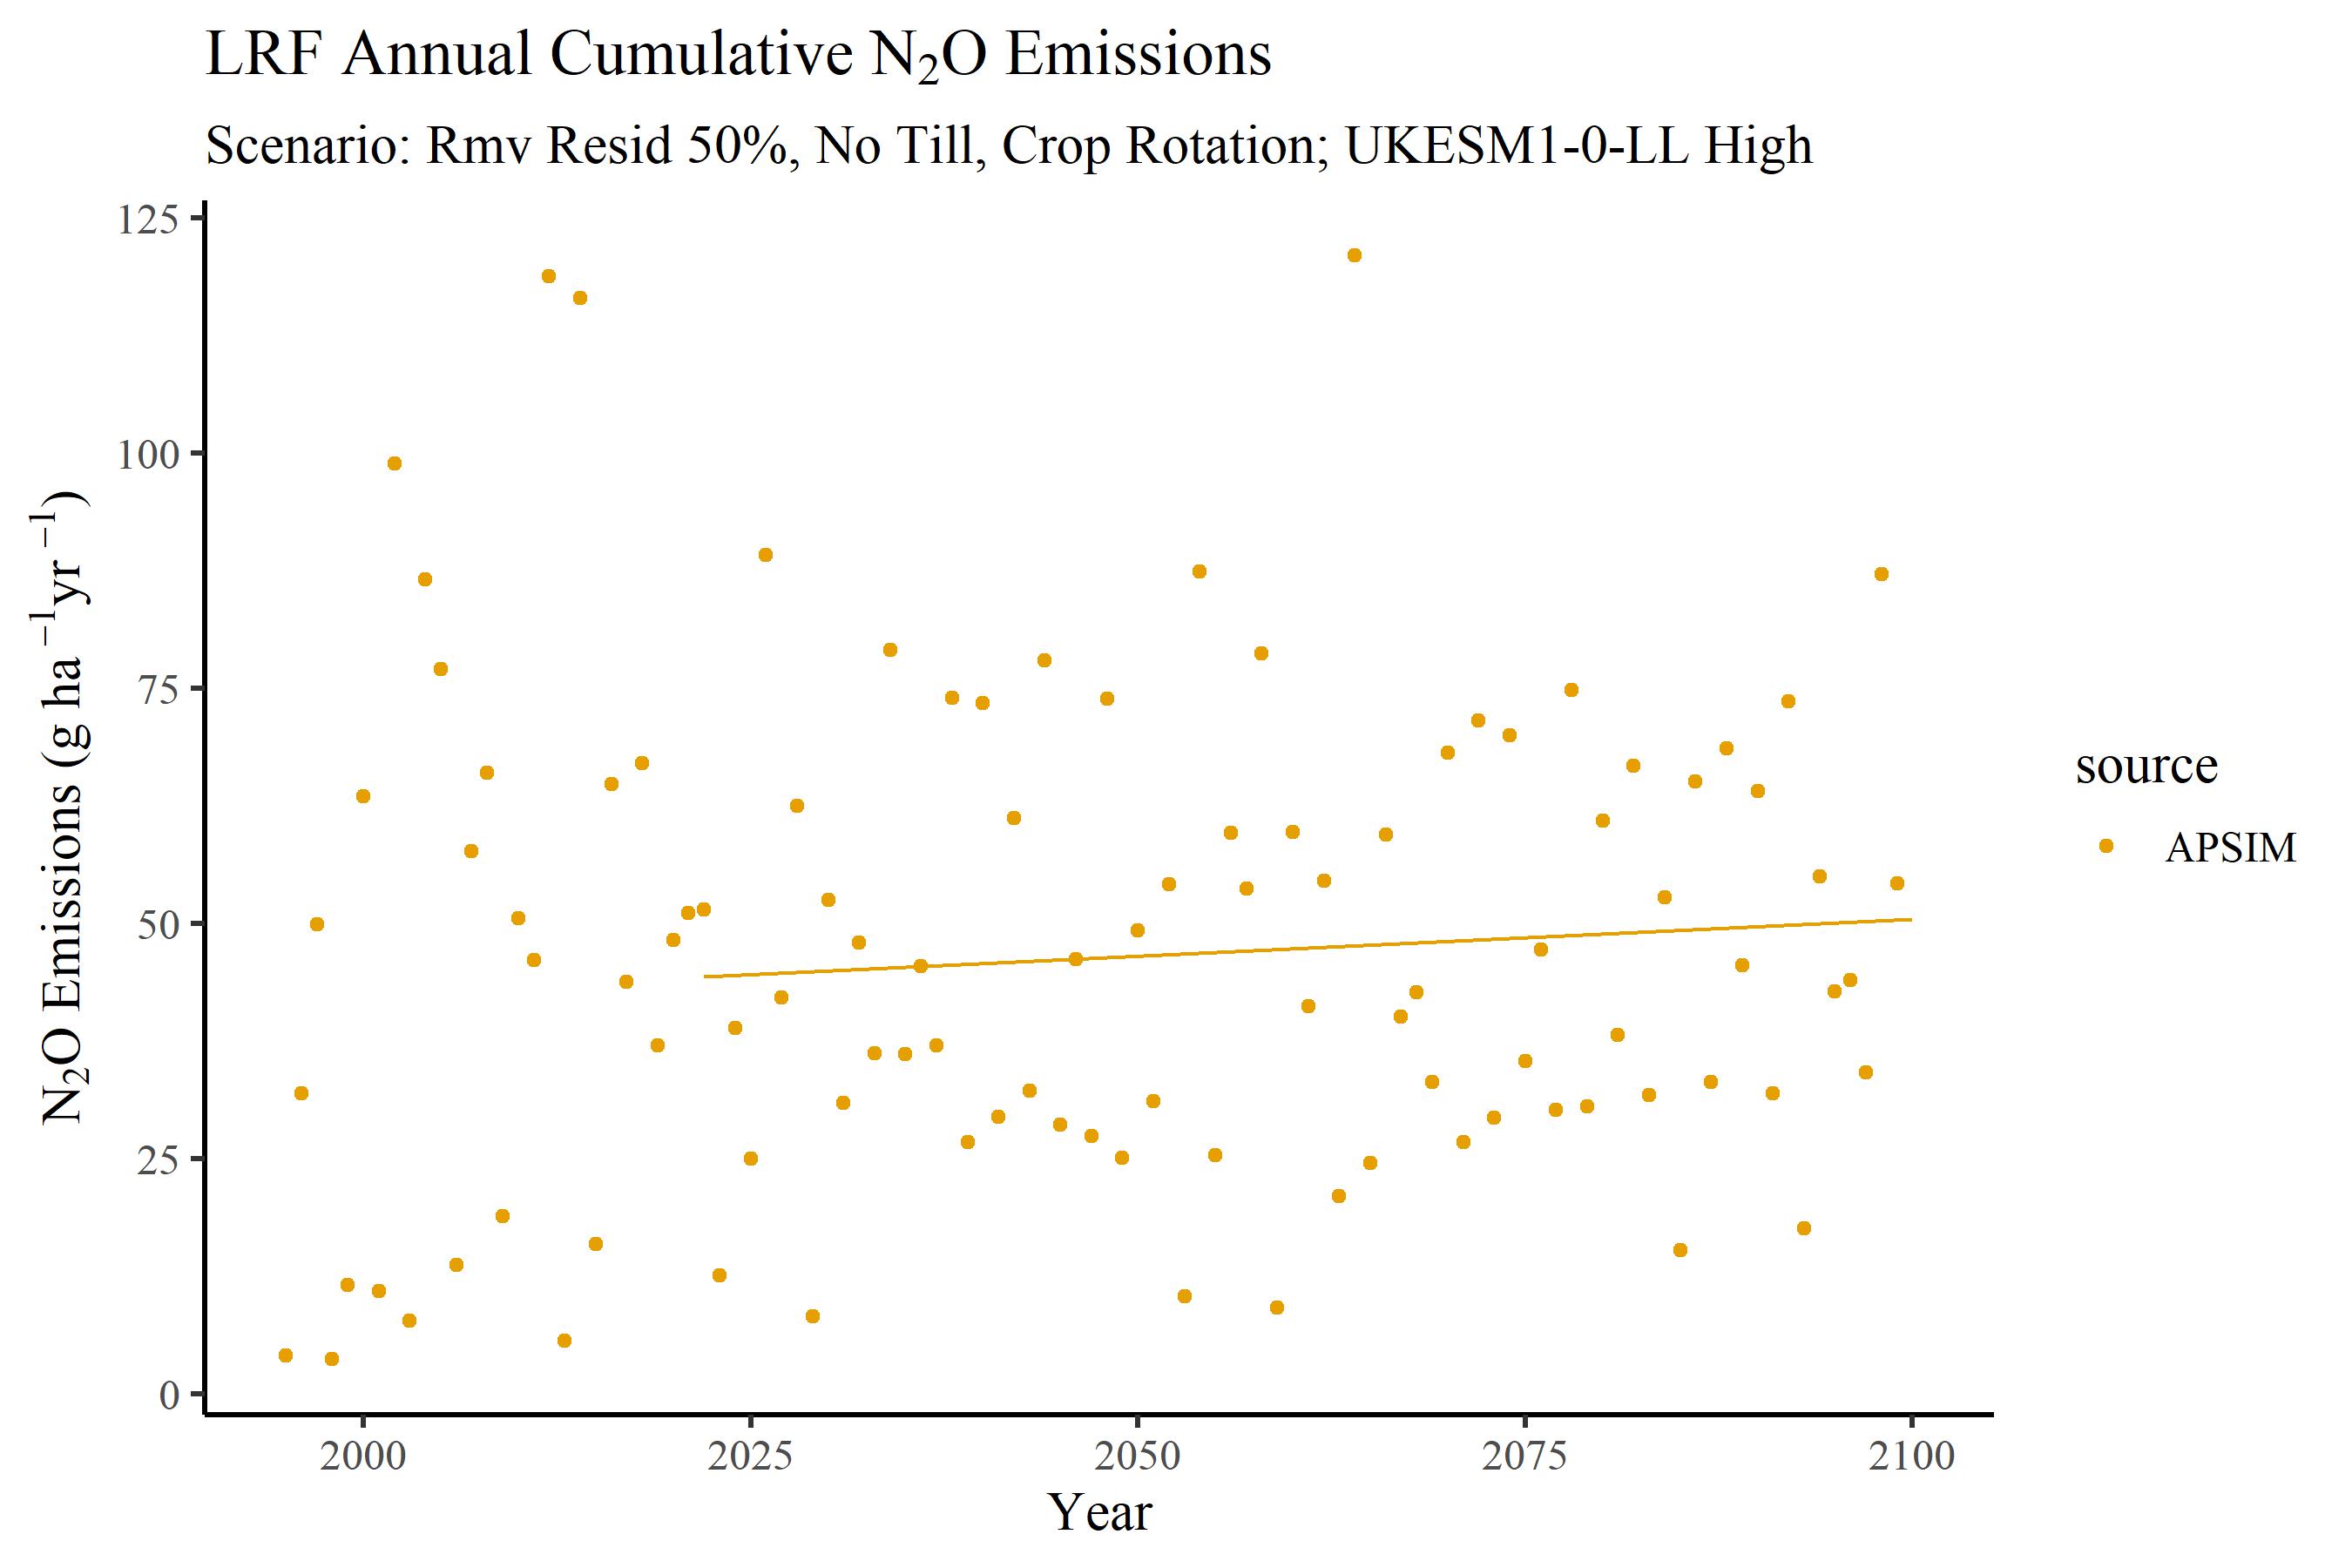 LRF Annual Cumulative N₂O Emissions
Scenario: Rmv Resid 50%, No Till, Crop Rotation; UKESM1-0-LL High
N₂O Emissions (g ha⁻¹yr⁻¹)
125
100
75
50
25
0
2000 2025 2050 2075 2100
Year
source
APSIM